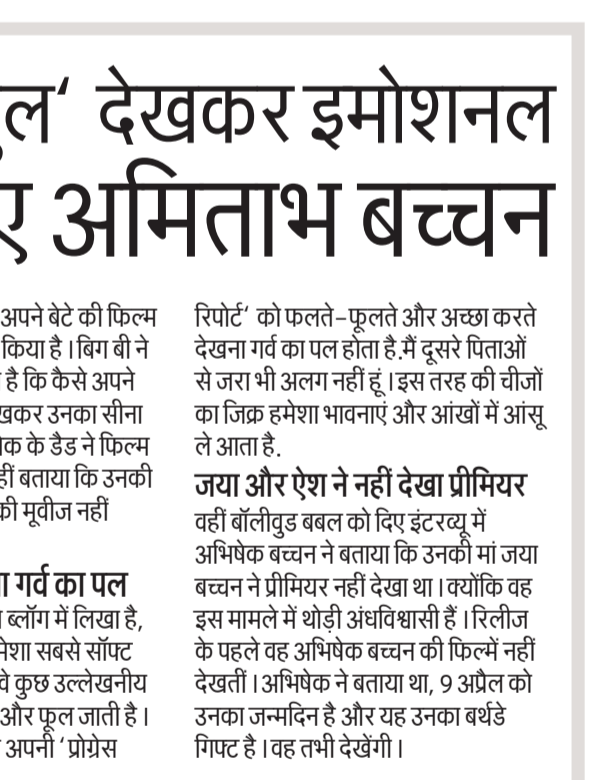 देखकर इमोशनल
अमिताभ बच्चन
अपने बेटे की फिल्म
किया है । बिग बी ने
है कि कैसे अपने
उनका सीना
के डैड ने फिल्म
बताया कि उनकी
की मूवीज नहीं
गर्व का पल
ब्लॉग में लिखा है,
सबसे सॉफ्ट
कुछ उल्लेखनीय
और फूल जाती है ।
अपनी ‘प्रोग्रेस
रिपोर्ट‘ को फलते-फूलते और अच्छा करते
देखना गर्व का पल होता है.मैं दूसरे पिताओं
से जरा भी अलग नहीं हूं । इस तरह की चीजों
का जिक्र हमेशा भावनाएं और आंखों में आंसू
ले आता है.
जया और ऐश ने नहीं देखा प्रीमियर
वहीं बॉलीवुड बबल को दिए इंटरव्यू में
अभिषेक बच्चन ने बताया कि उनकी मां जया
बच्चन ने प्रीमियर नहीं देखा था । क्योंकि वह
इस मामले में थोड़ी अंधविश्वासी हैं । रिलीज
के पहले वह अभिषेक बच्चन की फिल्में नहीं
देखतीं । अभिषेक ने बताया था, 9 अप्रैल को
उनका जन्मदिन है और यह उनका बर्थडे
गिफ्ट है । वह तभी देखेंगी ।